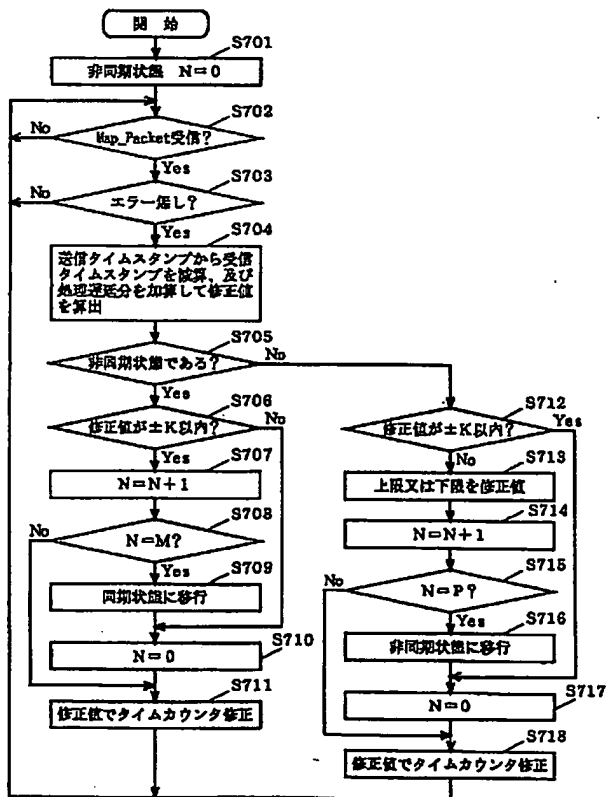 開 始
S701
非同期状態 N=0
S702
No
Map_Packet受信?
Yes
S703
No
エラー無し?
Yes
S704
送信タイムスタンプから受信
タイムスタンプを減算、及び
処理遅延分を加算して修正値
を算出
S705
非同期状態である?
No
Yes
S706
修正値が±K以内?
No
Yes
S707
N=N+1
S708
No
N=M?
Yes
S709
同期状態に移行
S710
N=0
S711
修正値でタイムカウンタ修正
S712
修正値が±K以内?
Yes
No
S713
上限又は下限を修正値
S714
N=N+1
S715
No
N=P?
Yes
S716
非同期状態に移行
S717
N=0
S718
修正値でタイムカウンタ修正